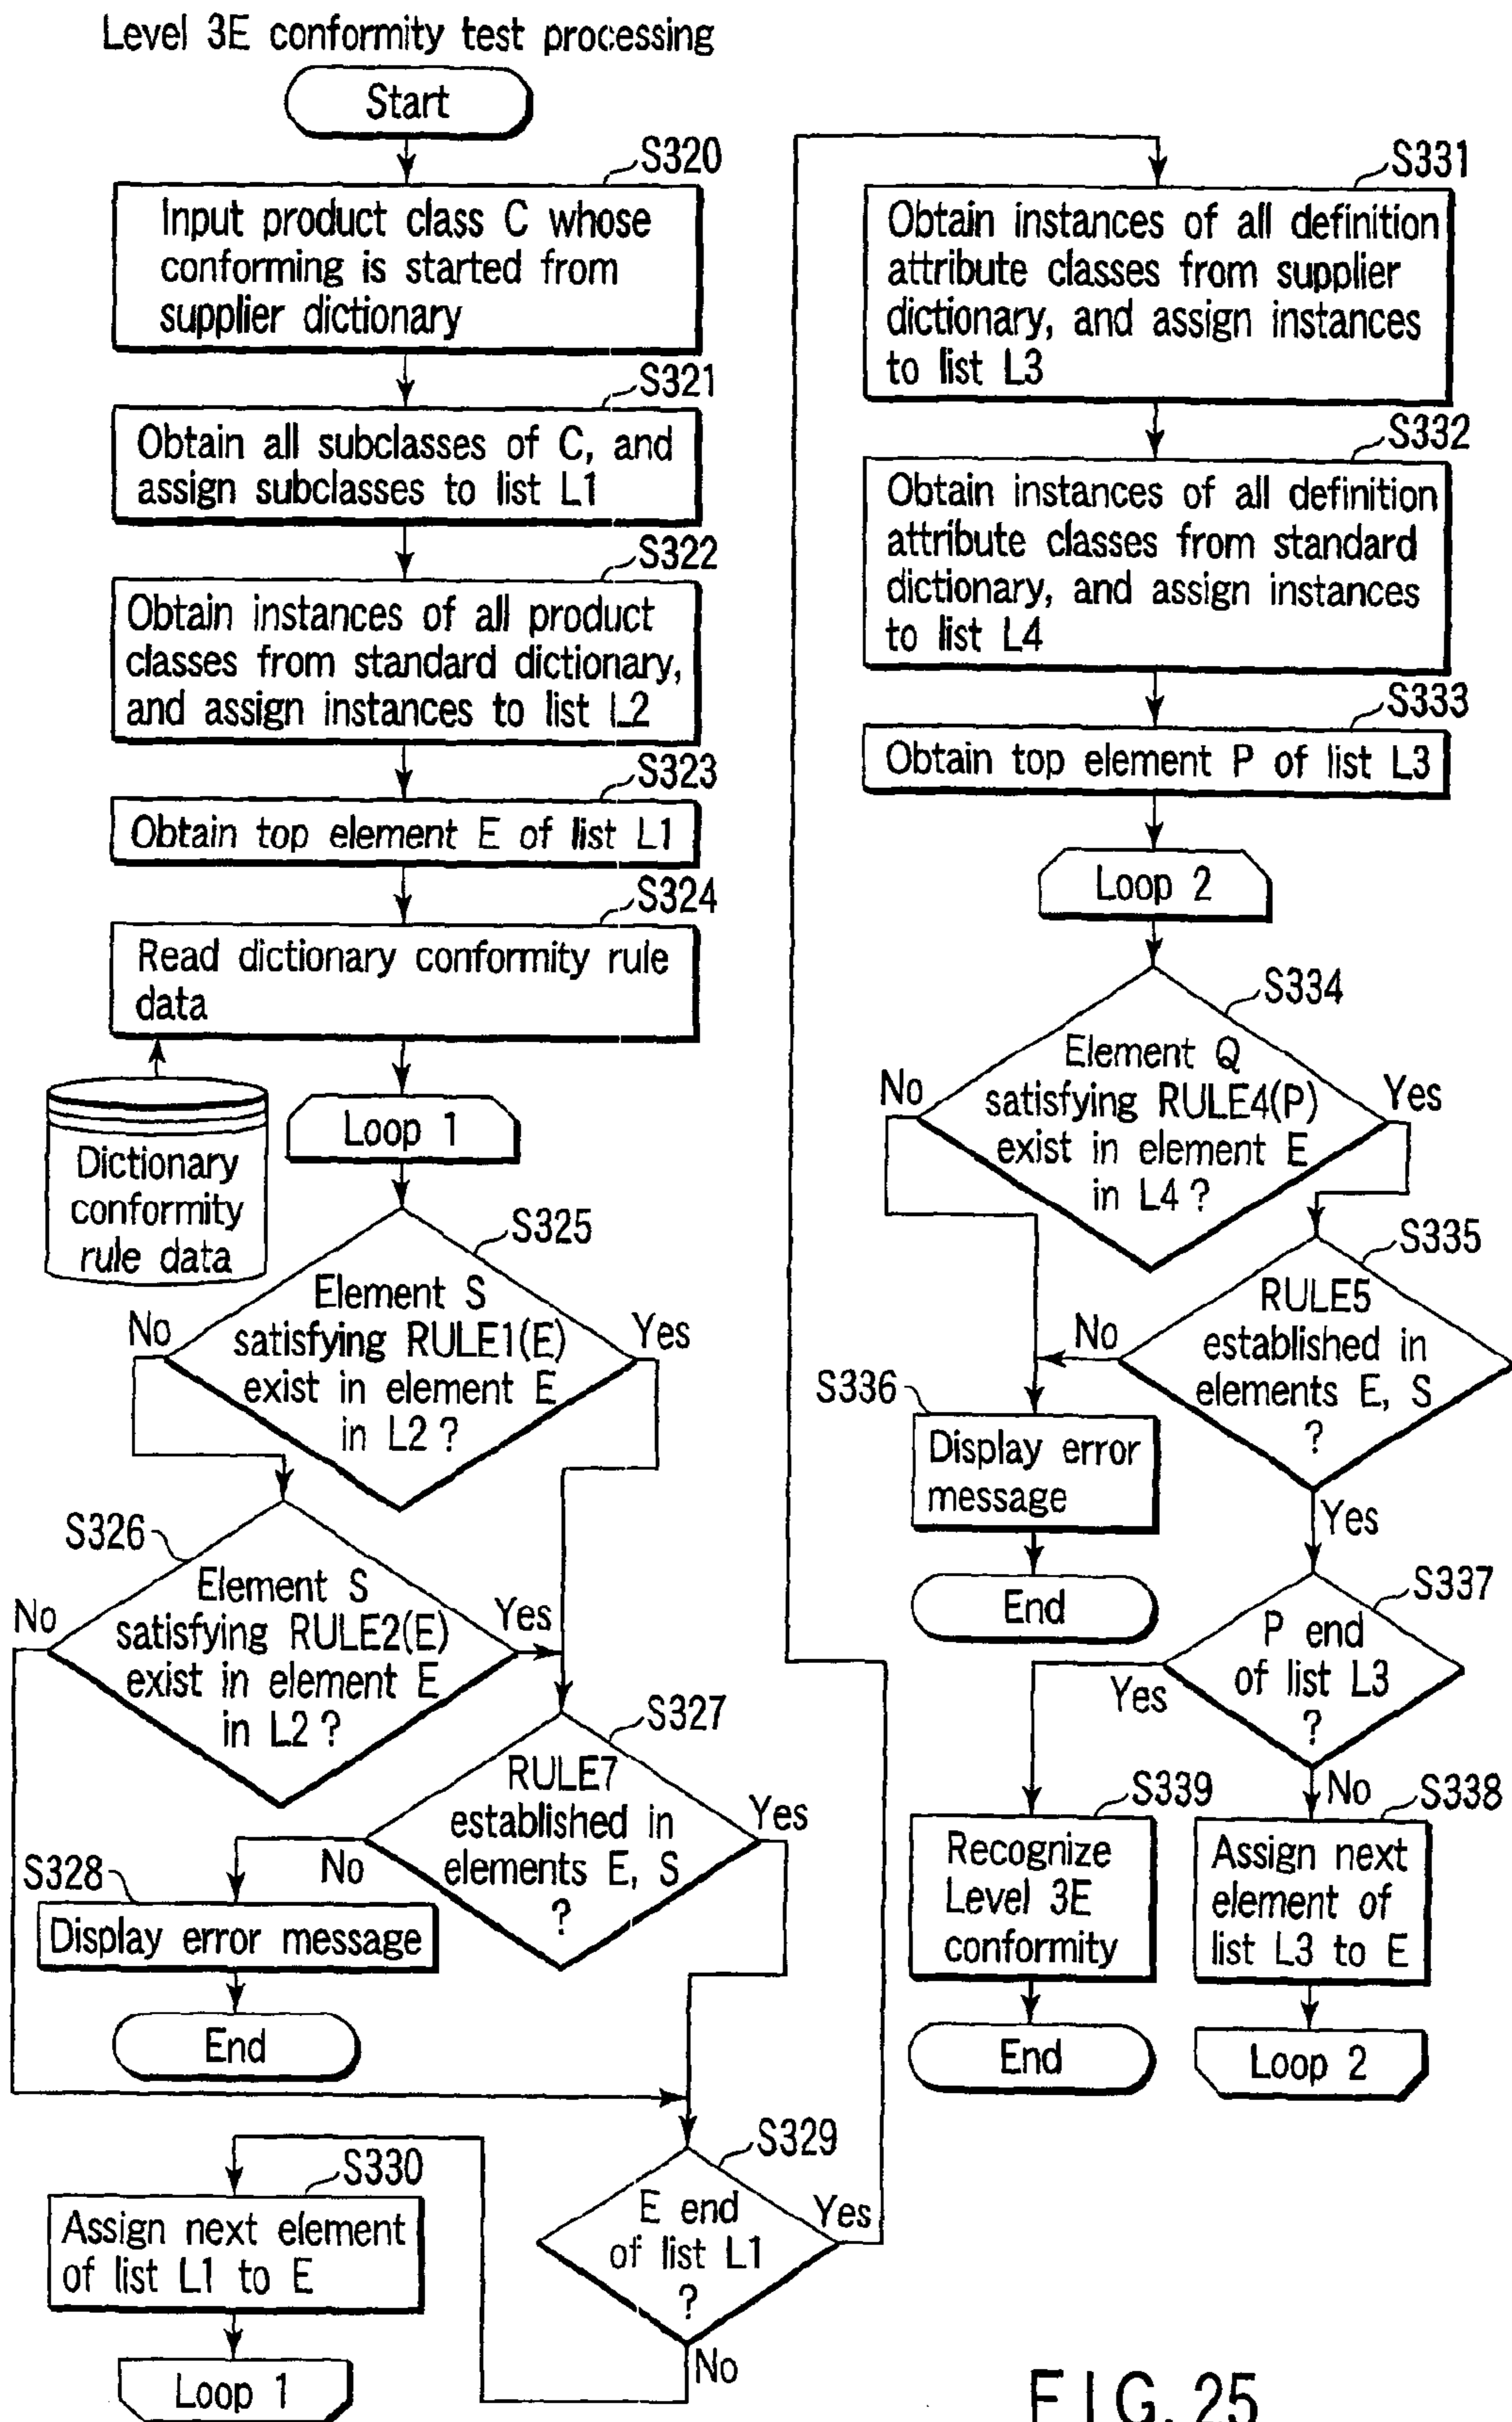 Level 3E conformity test processing
Start
S320
Input product class C whose
conforming is started from
supplier dictionary
S321
Obtain all subclasses of C, and
assign subclasses to list L1
S322
Obtain instances of all product
classes from standard dictionary,
and assign instances to list L2
S323
Obtain top element E of list L1
S324
Read dictionary conformity rule
data
Dictionary
conformity
rule data
Loop 1
S325
Element S
satisfying RULE1(E)
exist in element E
in L2?
No
Yes
S326
Element S
satisfying RULE2(E)
exist in element E
in L2?
No
Yes
S327
RULE7
established in
elements E, S
?
No
Yes
S328
Display error message
End
S329
E end
of list L1
?
Yes
No
S330
Assign next element
of list L1 to E
Loop 1
S331
Obtain instances of all definition
attribute classes from supplier
dictionary, and assign instances
to list L3
S332
Obtain instances of all definition
attribute classes from standard
dictionary, and assign instances
to list L4
S333
Obtain top element P of list L3
Loop 2
S334
Element Q
satisfying RULE4(P)
exist in element E
in L4?
No
Yes
S335
RULE5
established in
elements E, S
?
No
Yes
S336
Display error
message
End
S337
P end
of list L3
?
Yes
No
S339
Recognize
Level 3E
conformity
End
S338
Assign next
element of
list L3 to E
Loop 2
FIG. 25